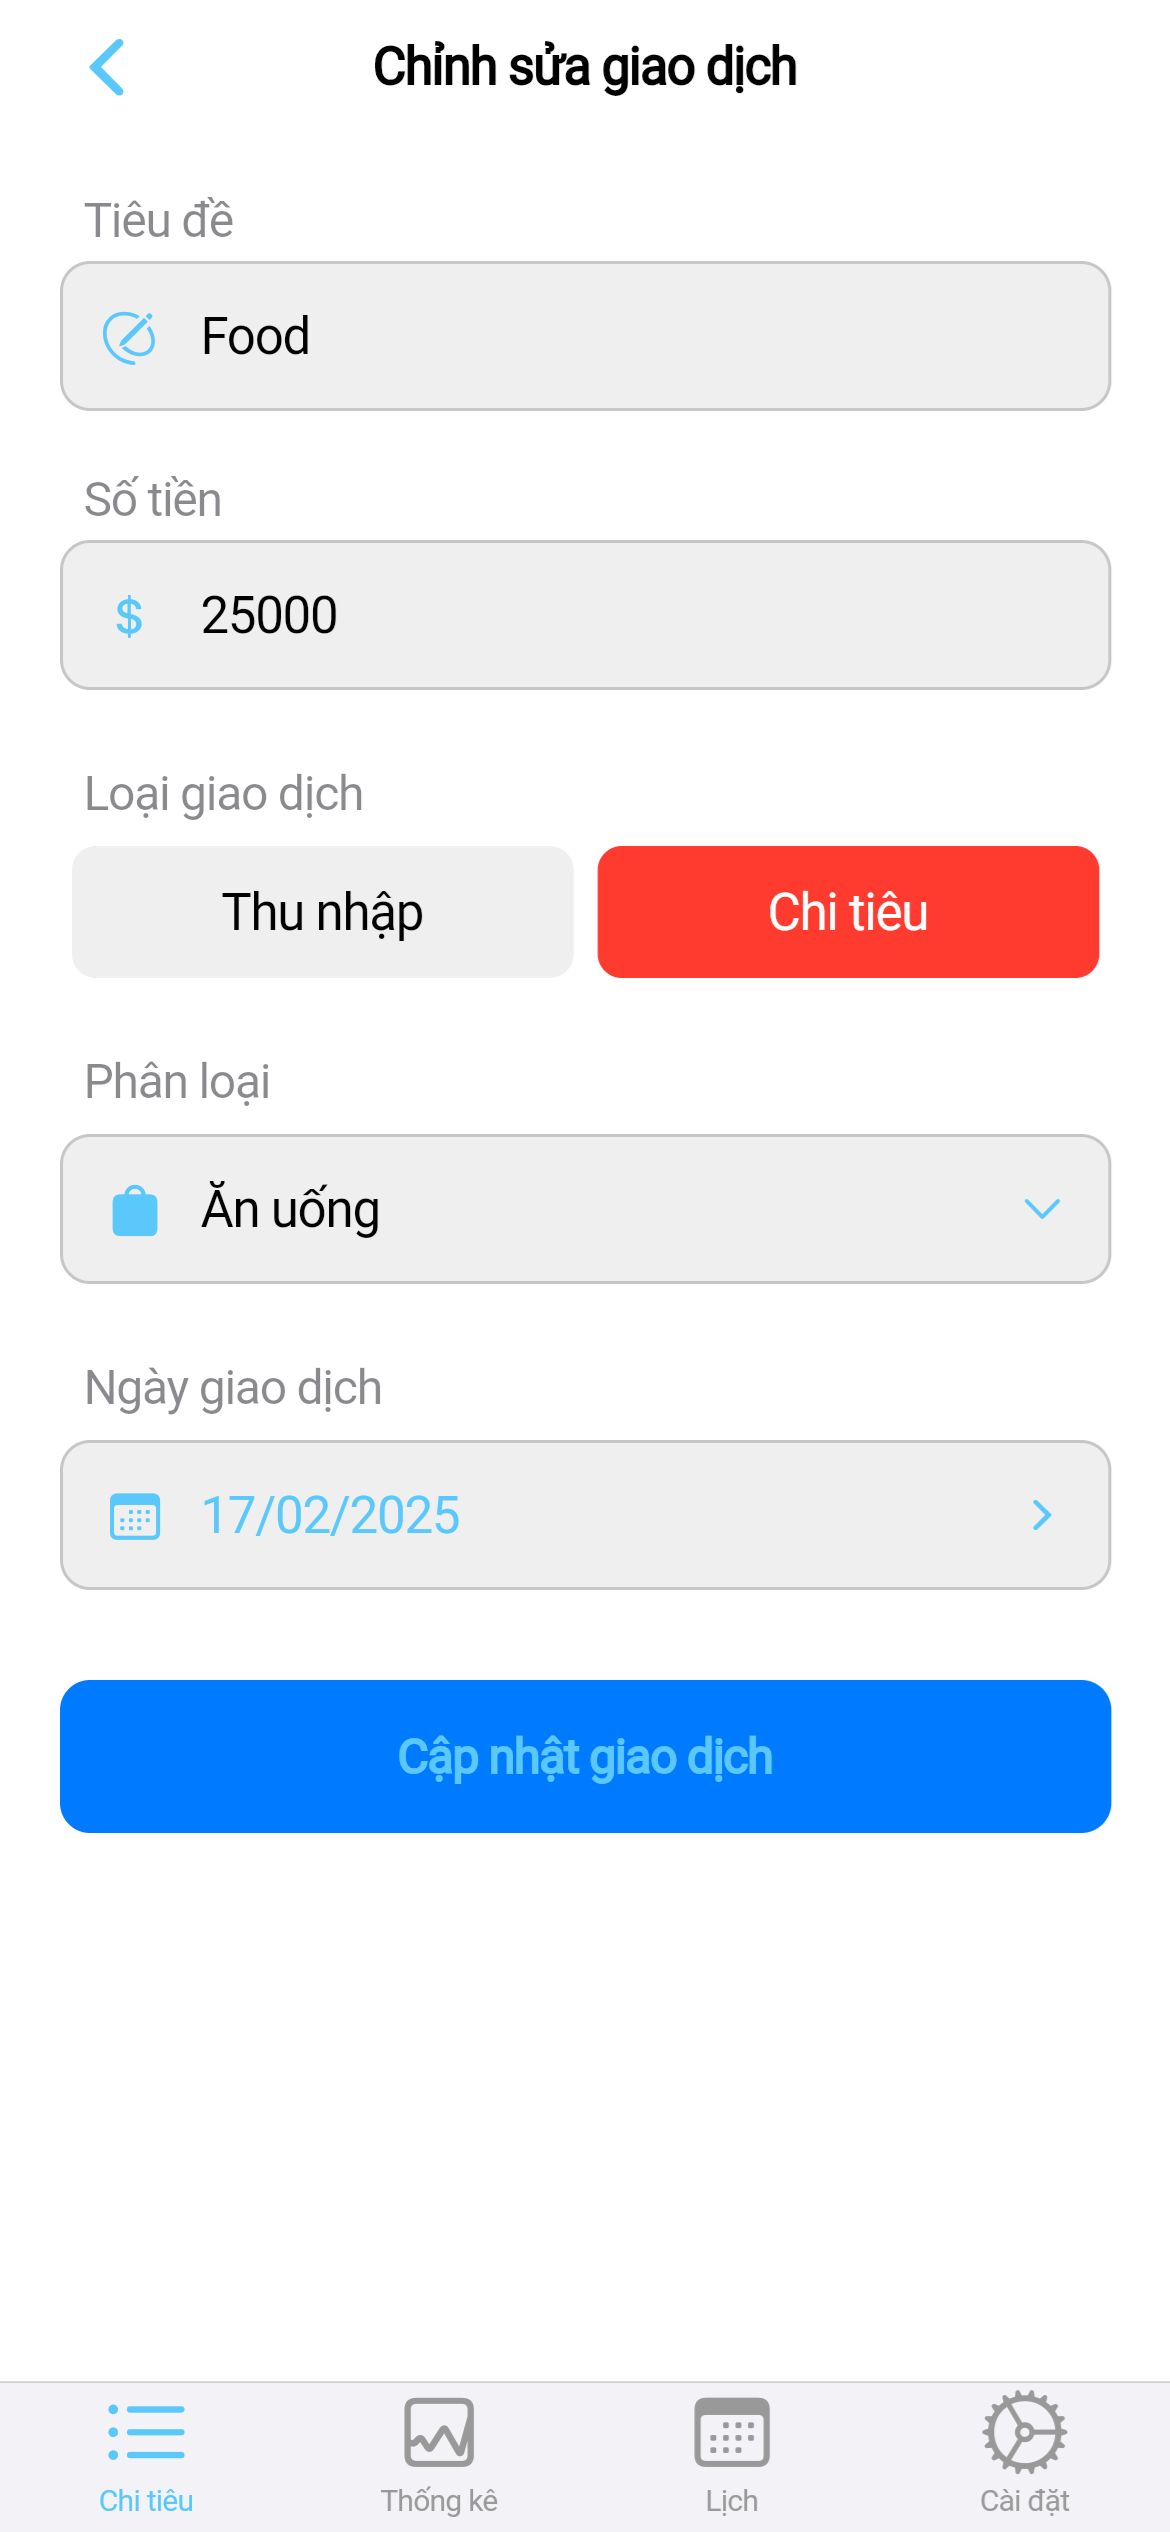 Chỉnh sửa giao dịch
Tiêu đề
Food
Số tiền
$ 25000
Loại giao dịch
Thu nhập Chi tiêu
Phân loại
Ăn uống
Ngày giao dịch
17/02/2025
Cập nhật giao dịch
Chi tiêu Thống kê Lịch Cài đặt